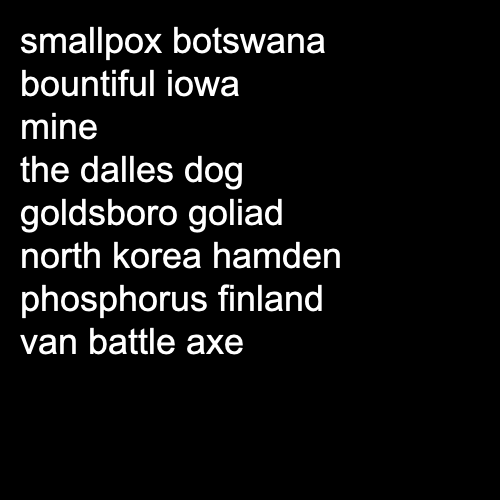 smallpox botswana
bountiful iowa
mine
the dalles dog
goldsboro goliad
north korea hamden
phosphorus finland
van battle axe